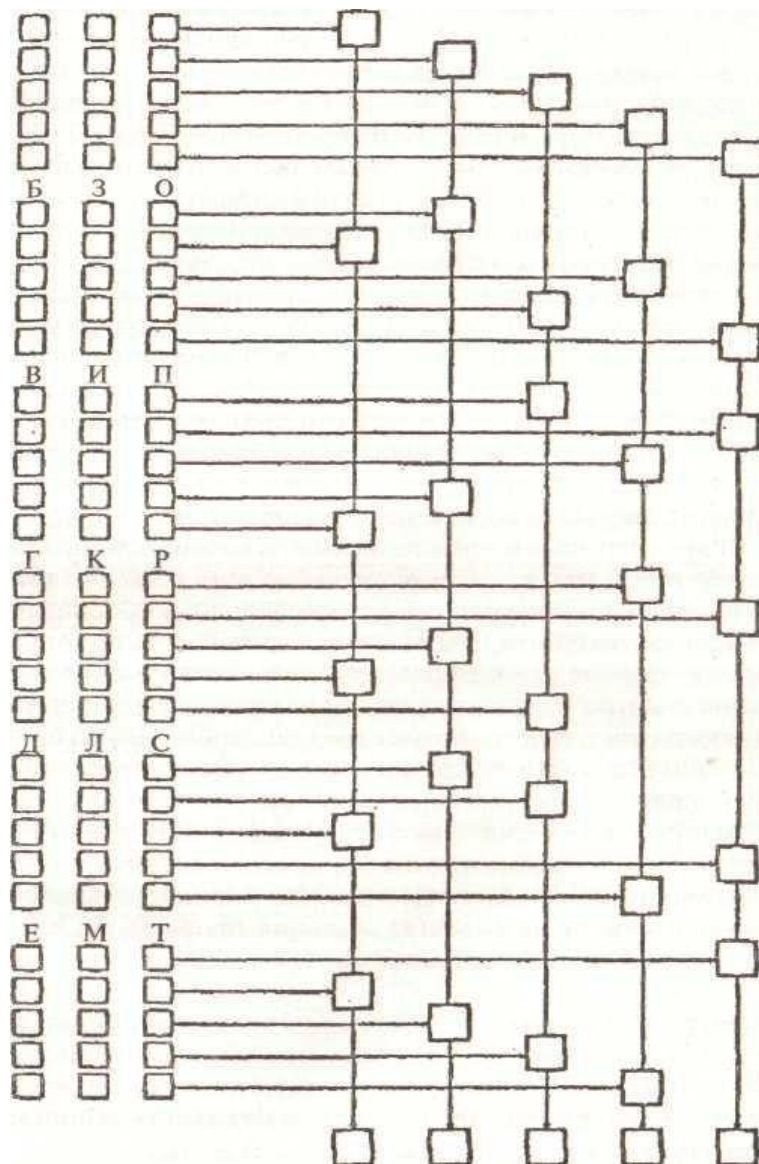 Б З О
В И П
Г К Р
Д Л С
Е М Т